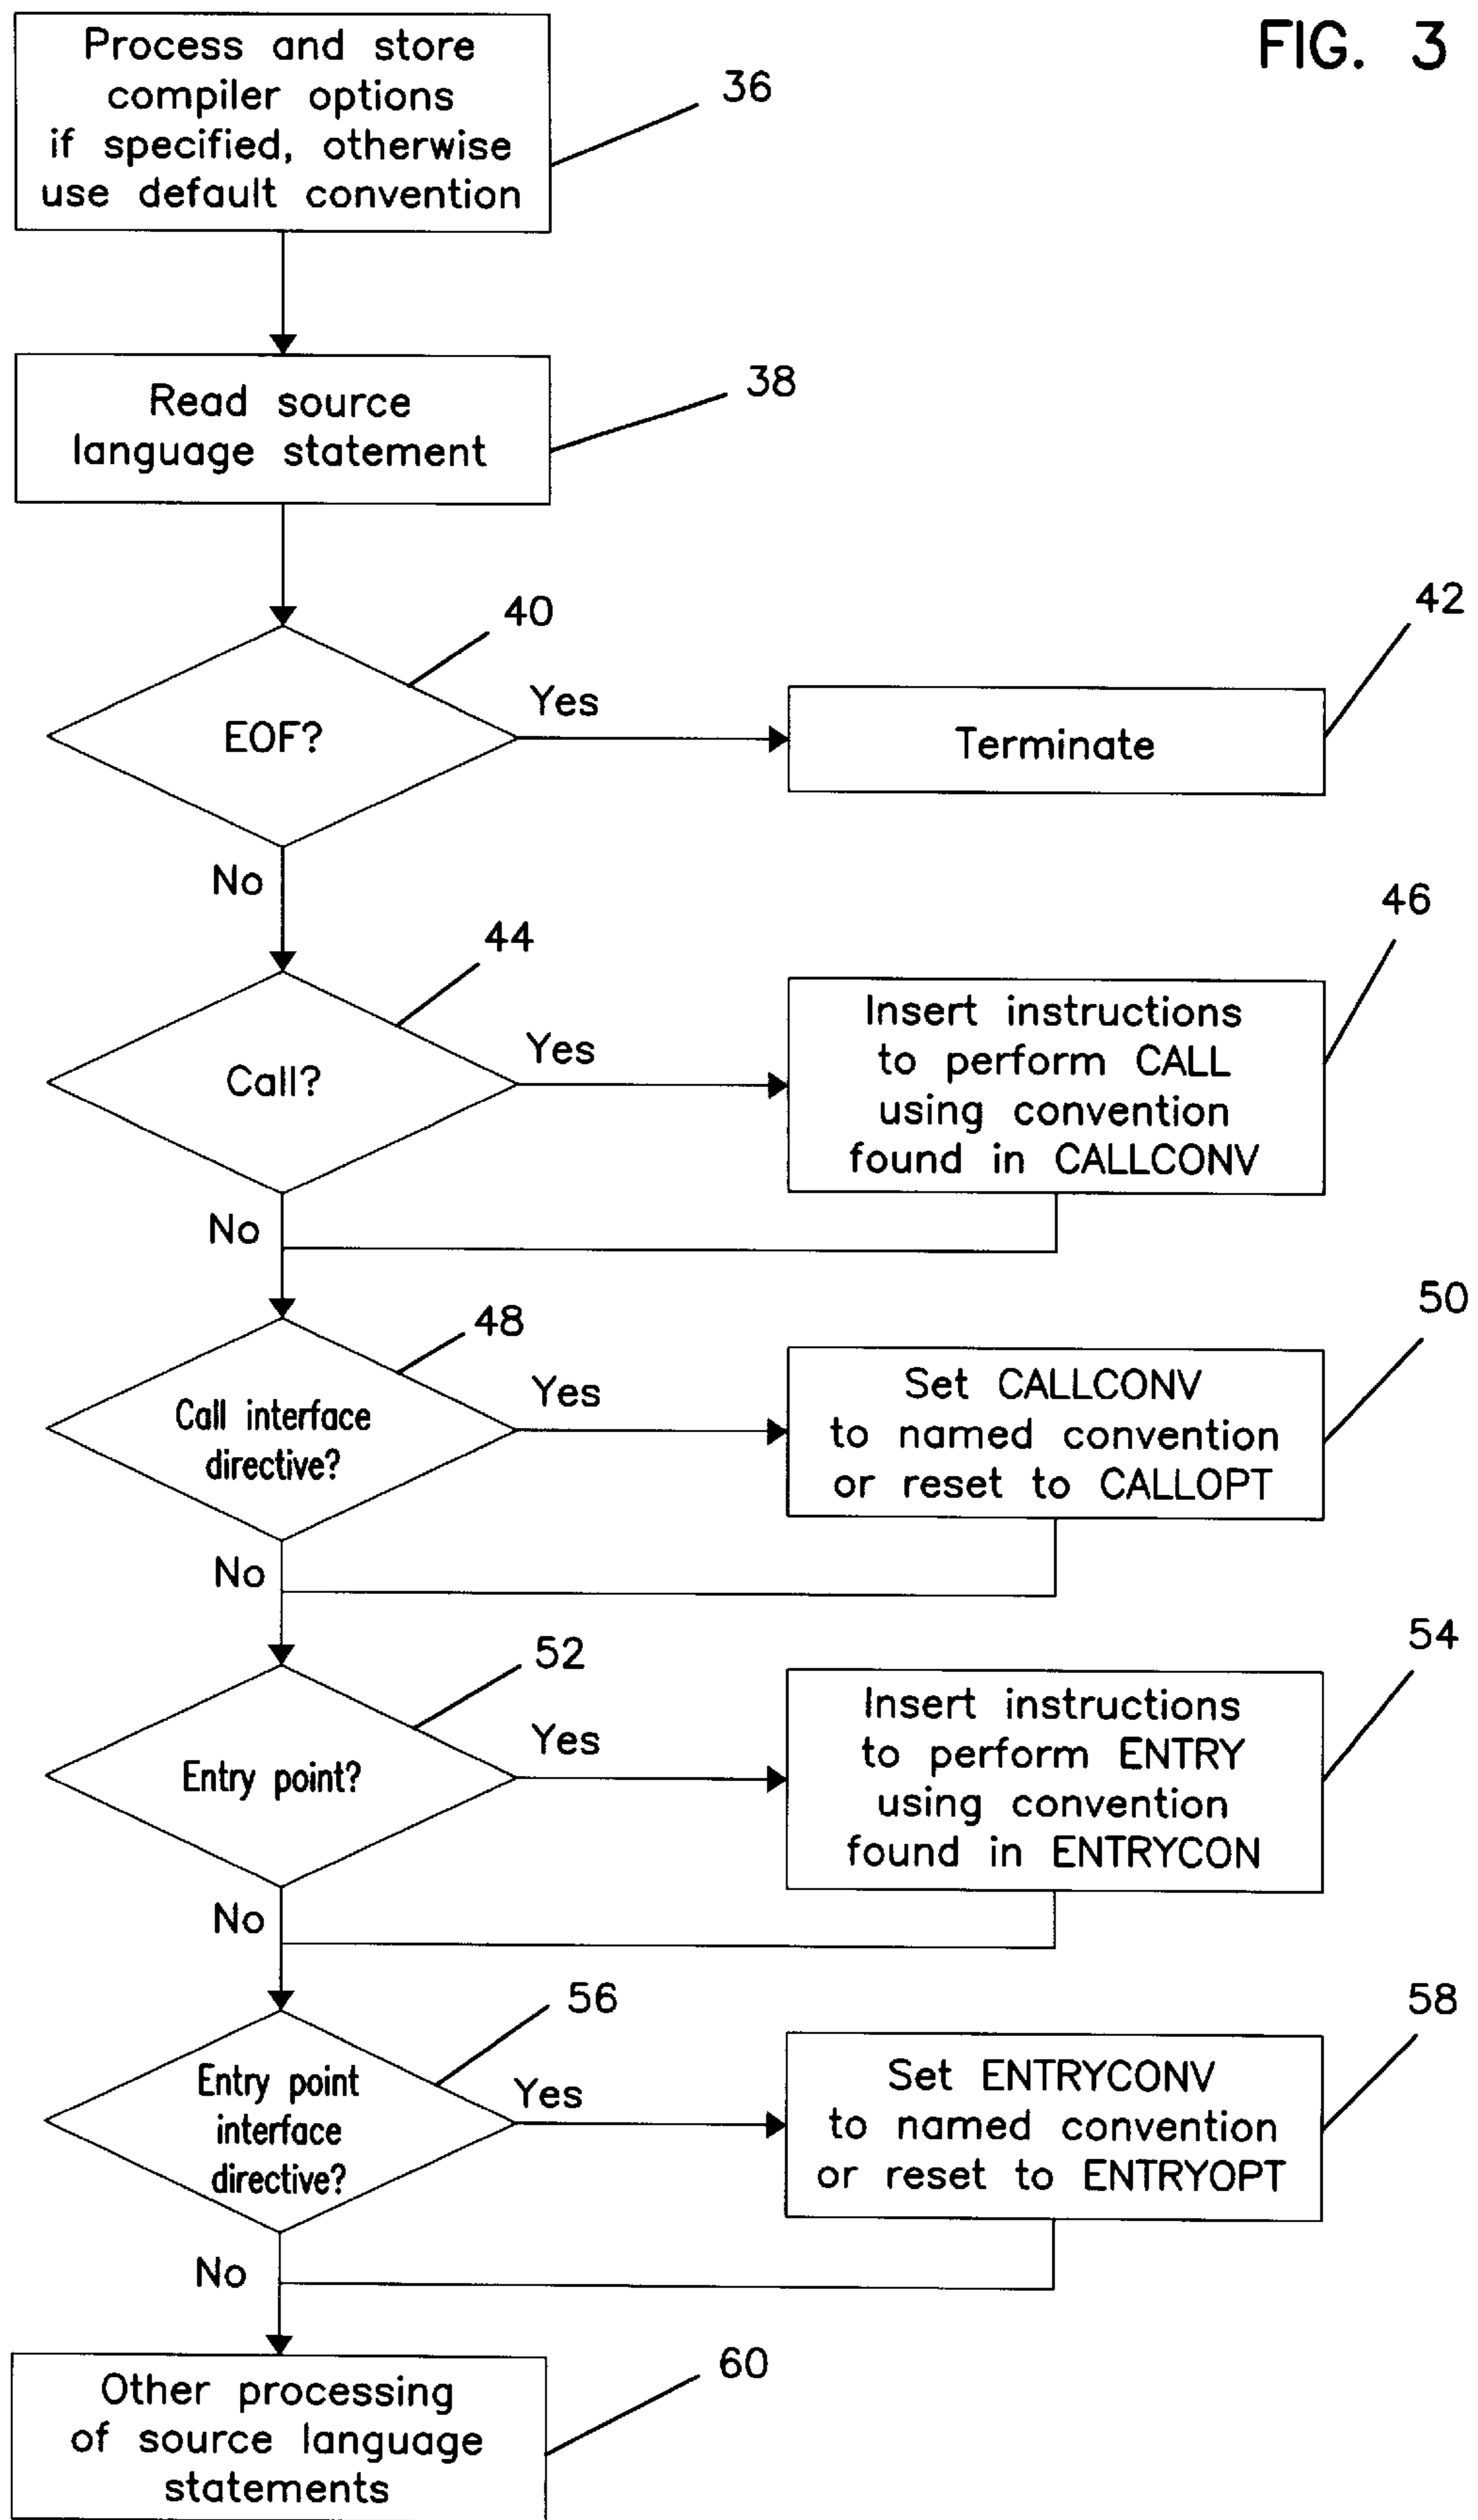 FIG. 3
Process and store
compiler options
if specified, otherwise
use default convention
36
Read source
language statement
38
40
EOF?
Yes
42
Terminate
No
44
Call?
Yes
46
Insert instructions
to perform CALL
using convention
found in CALLCONV
No
48
Call interface
directive?
Yes
50
Set CALLCONV
to named convention
or reset to CALLOPT
No
52
Entry point?
Yes
54
Insert instructions
to perform ENTRY
using convention
found in ENTRYCON
No
56
Entry point
interface
directive?
Yes
58
Set ENTRYCONV
to named convention
or reset to ENTRYOPT
No
60
Other processing
of source language
statements